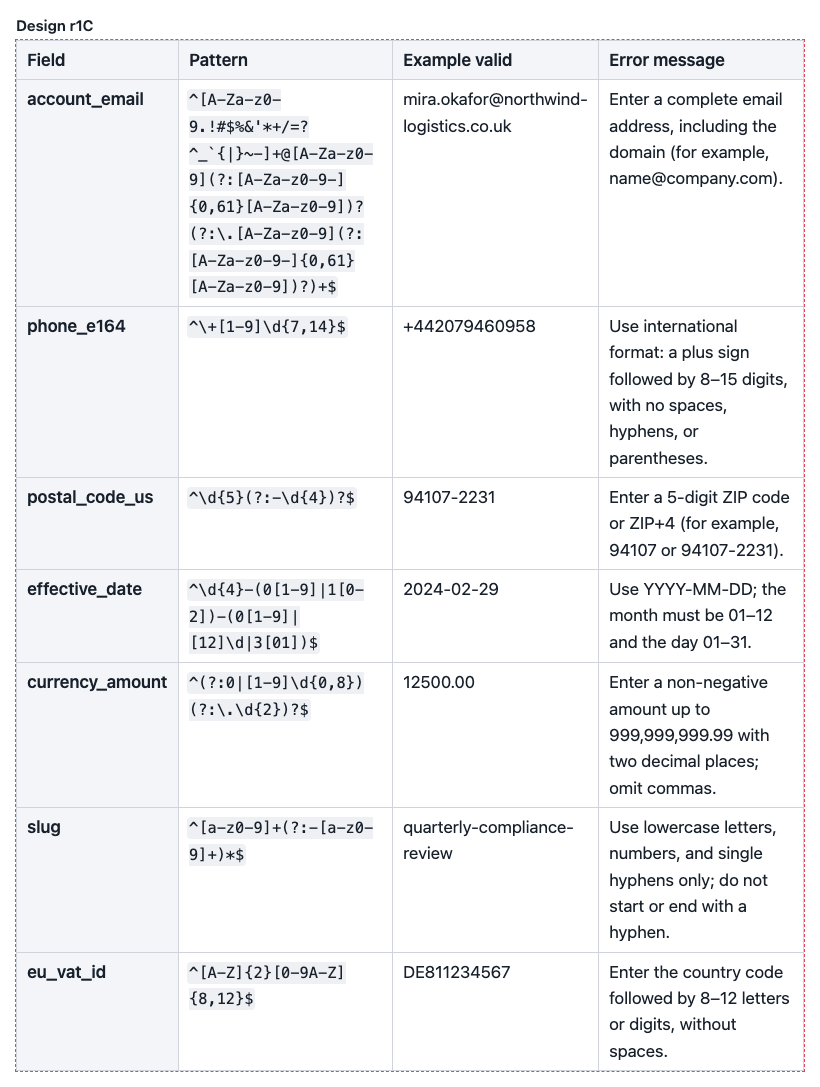 Design r1C
Field Pattern Example valid Error message
account_email
^[A-Za-z0-
9.!#$%&'*+/=?
^_`{|}~-]+@[A-Za-z0-
9](?:[A-Za-z0-9-]
{0,61}[A-Za-z0-9])?
(?:\.[A-Za-z0-9](?:
[A-Za-z0-9-]{0,61}
[A-Za-z0-9])?)+$
mira.okafor@northwind-
logistics.co.uk
Enter a complete email
address, including the
domain (for example,
name@company.com).
phone_e164
^\+[1-9]\d{7,14}$
+442079460958
Use international
format: a plus sign
followed by 8–15 digits,
with no spaces,
hyphens, or
parentheses.
postal_code_us
^\d{5}(?:-\d{4})?$
94107-2231
Enter a 5-digit ZIP code
or ZIP+4 (for example,
94107 or 94107-2231).
effective_date
^\d{4}-(0[1-9]|1[0-
2])-(0[1-9]|
[12]\d|3[01])$
2024-02-29
Use YYYY-MM-DD; the
month must be 01–12
and the day 01–31.
currency_amount
^(?:0|[1-9]\d{0,8})
(?:\.\d{2})?$
12500.00
Enter a non-negative
amount up to
999,999,999.99 with
two decimal places;
omit commas.
slug
^[a-z0-9]+(?:-[a-z0-
9]+)*$
quarterly-compliance-
review
Use lowercase letters,
numbers, and single
hyphens only; do not
start or end with a
hyphen.
eu_vat_id
^[A-Z]{2}[0-9A-Z]
{8,12}$
DE811234567
Enter the country code
followed by 8–12 letters
or digits, without
spaces.